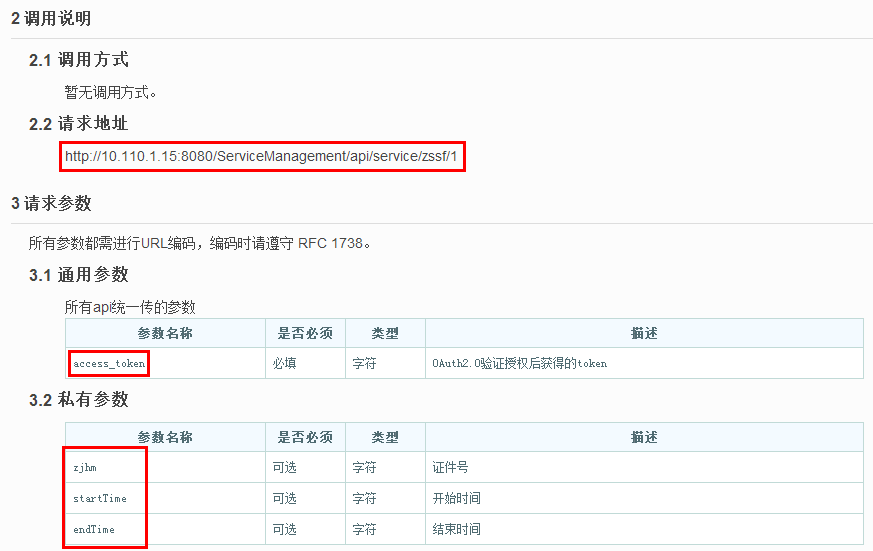 2 调用说明
2.1 调用方式
暂无调用方式。
2.2 请求地址
http://10.110.1.15:8080/ServiceManagement/api/service/zssf/1
3 请求参数
所有参数都需进行URL编码，编码时请遵守 RFC 1738。
3.1 通用参数
所有api统一传的参数
参数名称 是否必须 类型 描述
access_token 必填 字符 OAuth2.0验证授权后获得的token
3.2 私有参数
参数名称 是否必须 类型 描述
zjhm 可选 字符 证件号
startTime 可选 字符 开始时间
endTime 可选 字符 结束时间